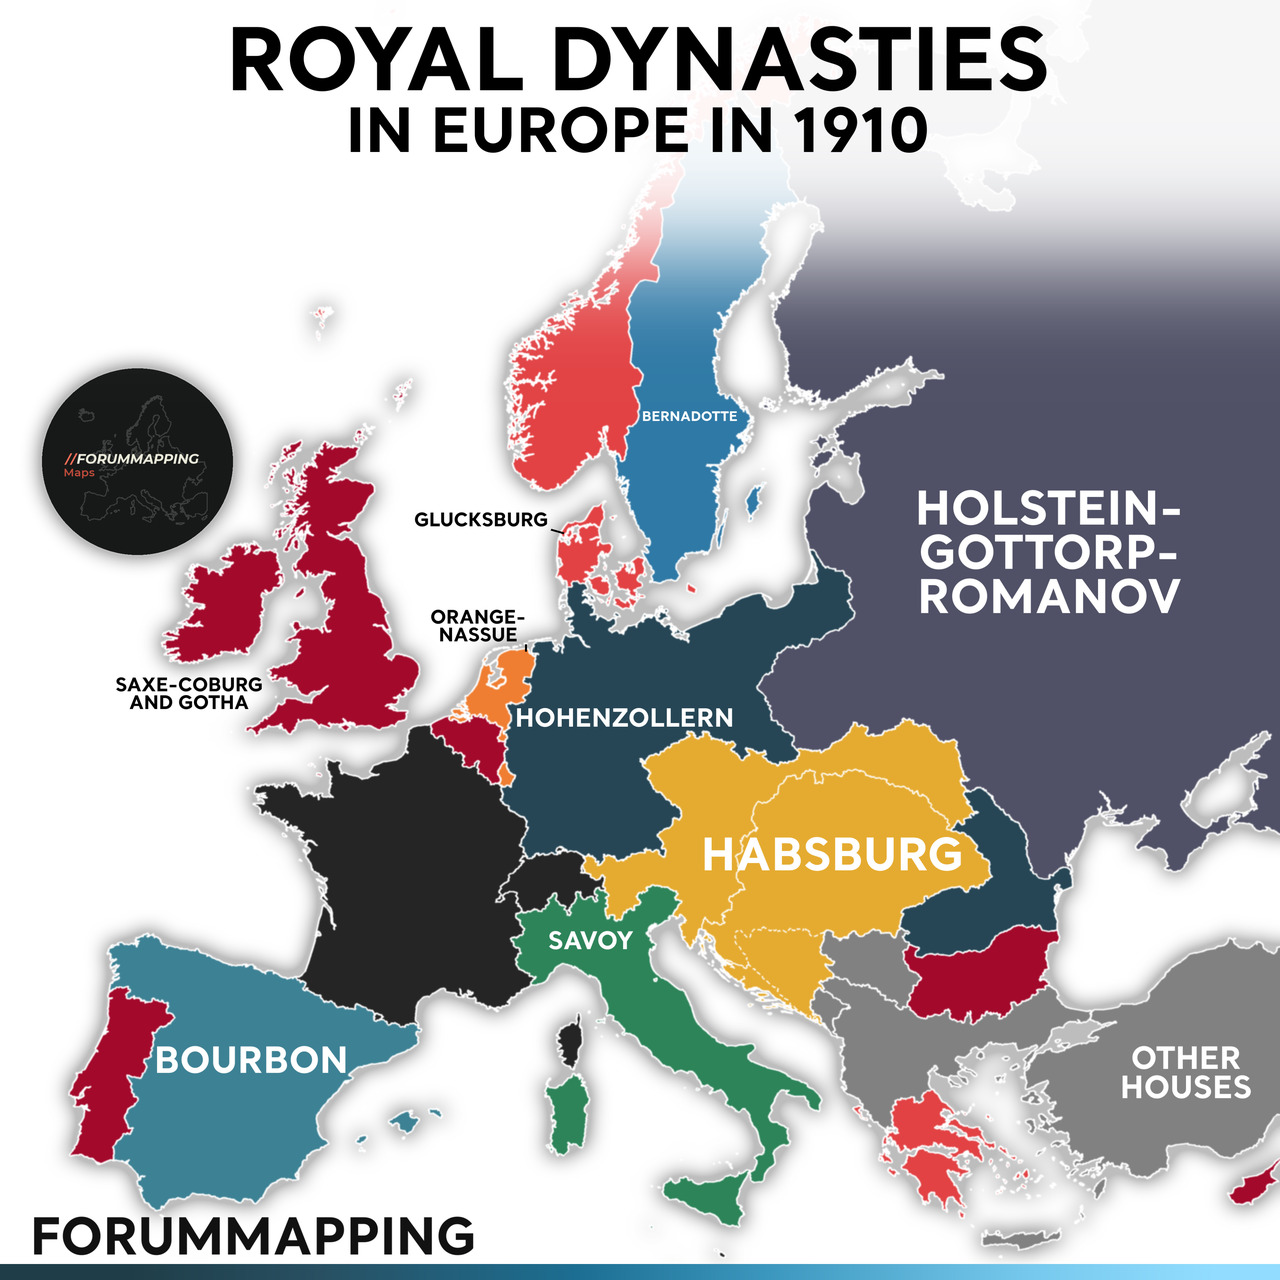 ROYAL DYNASTIES
IN EUROPE IN 1910
BERNADOTTE
//FORUMMAPPING
Maps
GLUCKSBURG
HOLSTEIN-
GOTTORP-
ROMANOV
ORANGE-
NASSUE
SAXE-COBURG
AND GOTHA
HOHENZOLLERN
HABSBURG
SAVOY
BOURBON
OTHER
HOUSES
FORUMMAPPING